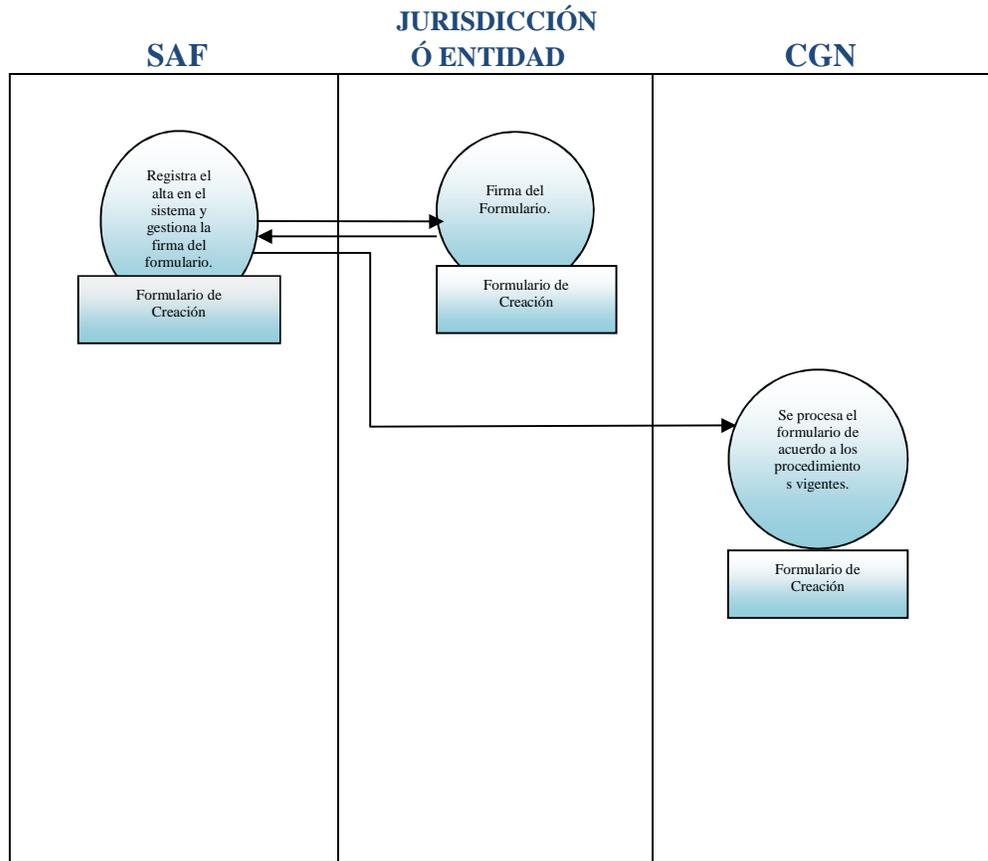 SAF
JURISDICCIÓN
Ó ENTIDAD
CGN
Registra el
alta en el
sistema y
gestiona la
firma del
formulario.
Formulario de
Creación
Firma del
Formulario.
Formulario de
Creación
Se procesa el
formulario de
acuerdo a los
procedimiento
s vigentes.
Formulario de
Creación